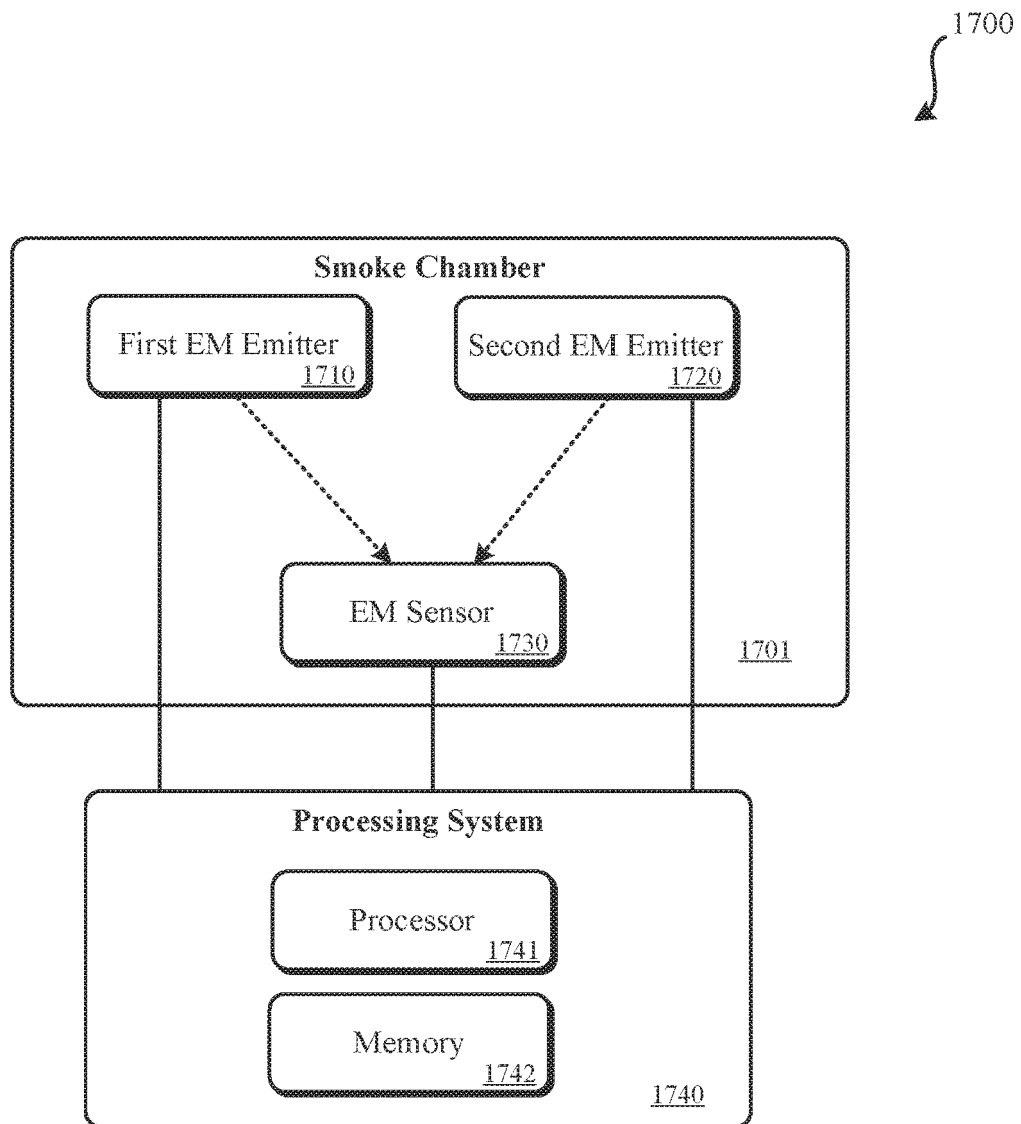 1700
Smoke Chamber
First EM Emitter
1710
Second EM Emitter
1720
EM Sensor
1730
1701
Processing System
Processor
1741
Memory
1742
1740